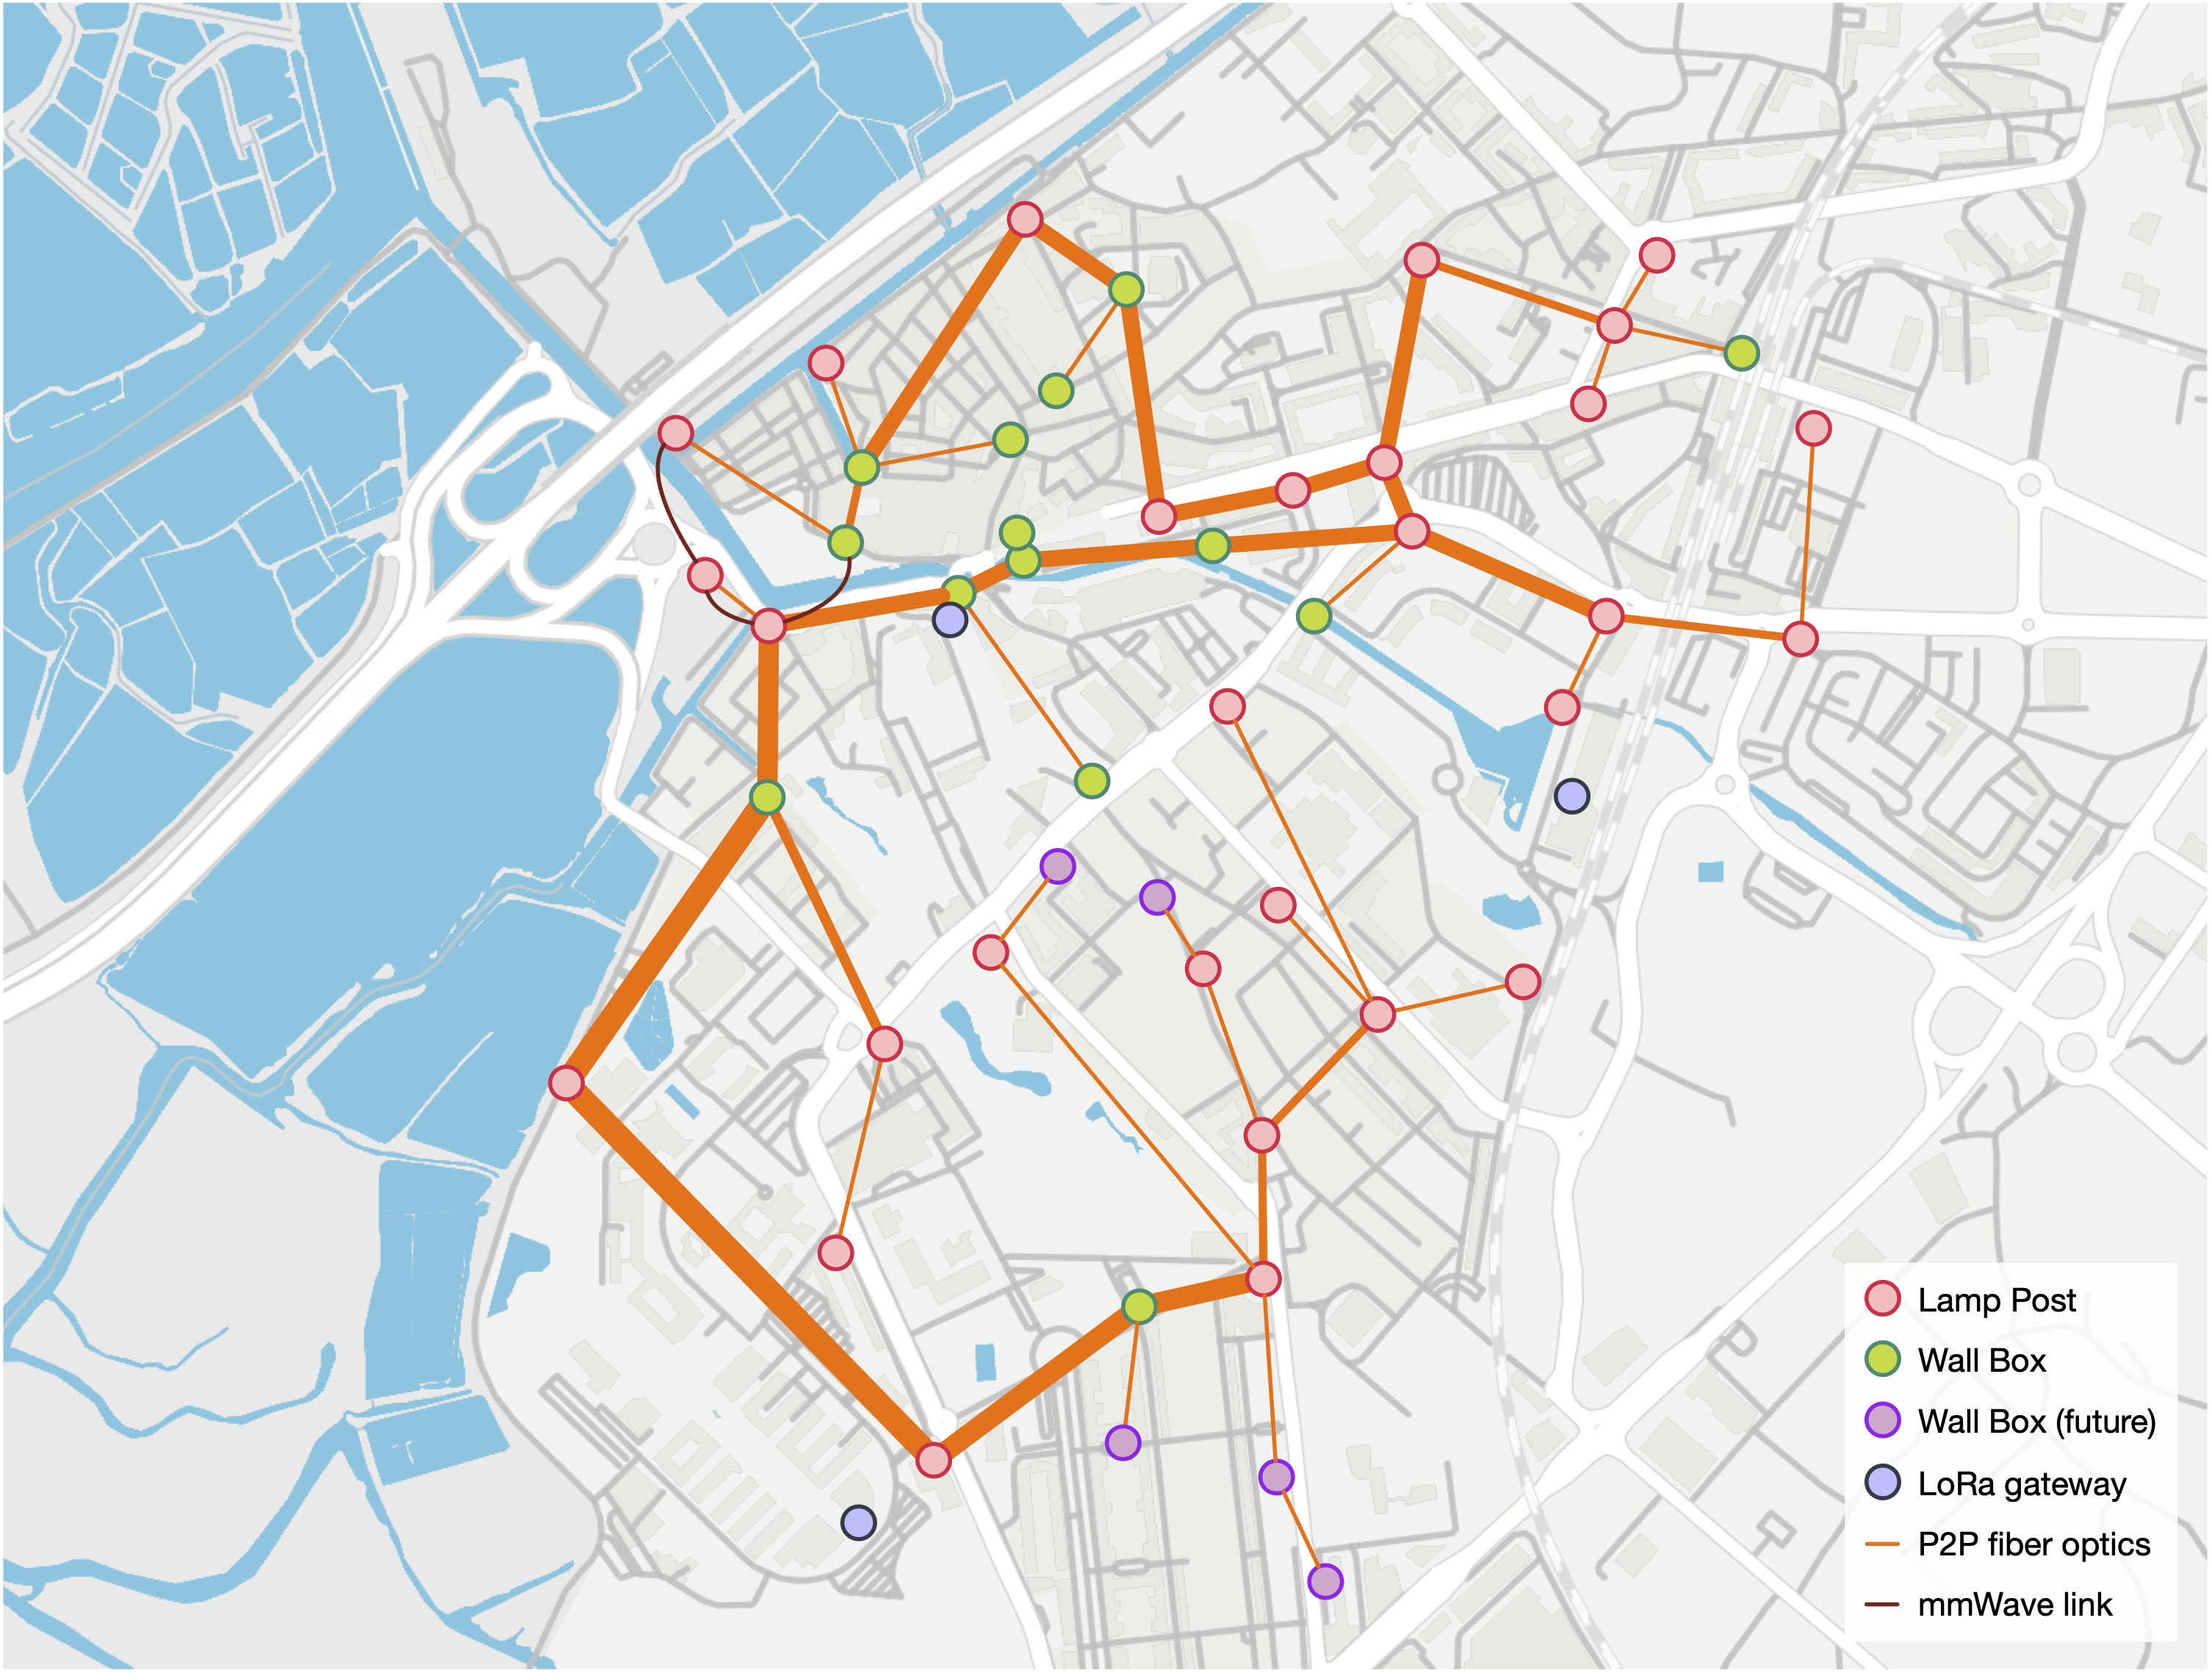 Lamp Post
Wall Box
Wall Box (future)
LoRa gateway
P2P fiber optics
mmWave link